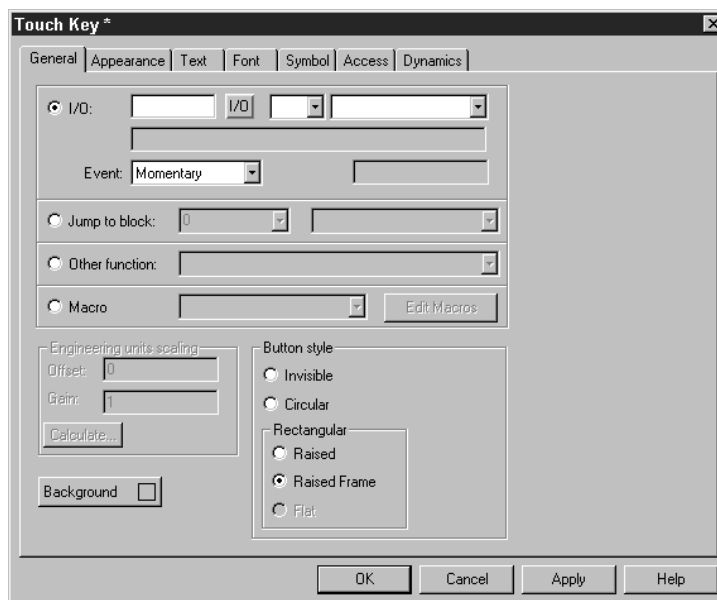 Touch Key *
General Appearance Text Font Symbol Access Dynamics
I/O: I/O
Event: Momentary
Jump to block: 0
Other function:
Macro Edit Macros
Engineering units scaling
Offset: 0
Gain: 1
Calculate...
Background
Button style
Invisible
Circular
Rectangular
Raised
Raised Frame
Flat
OK Cancel Apply Help